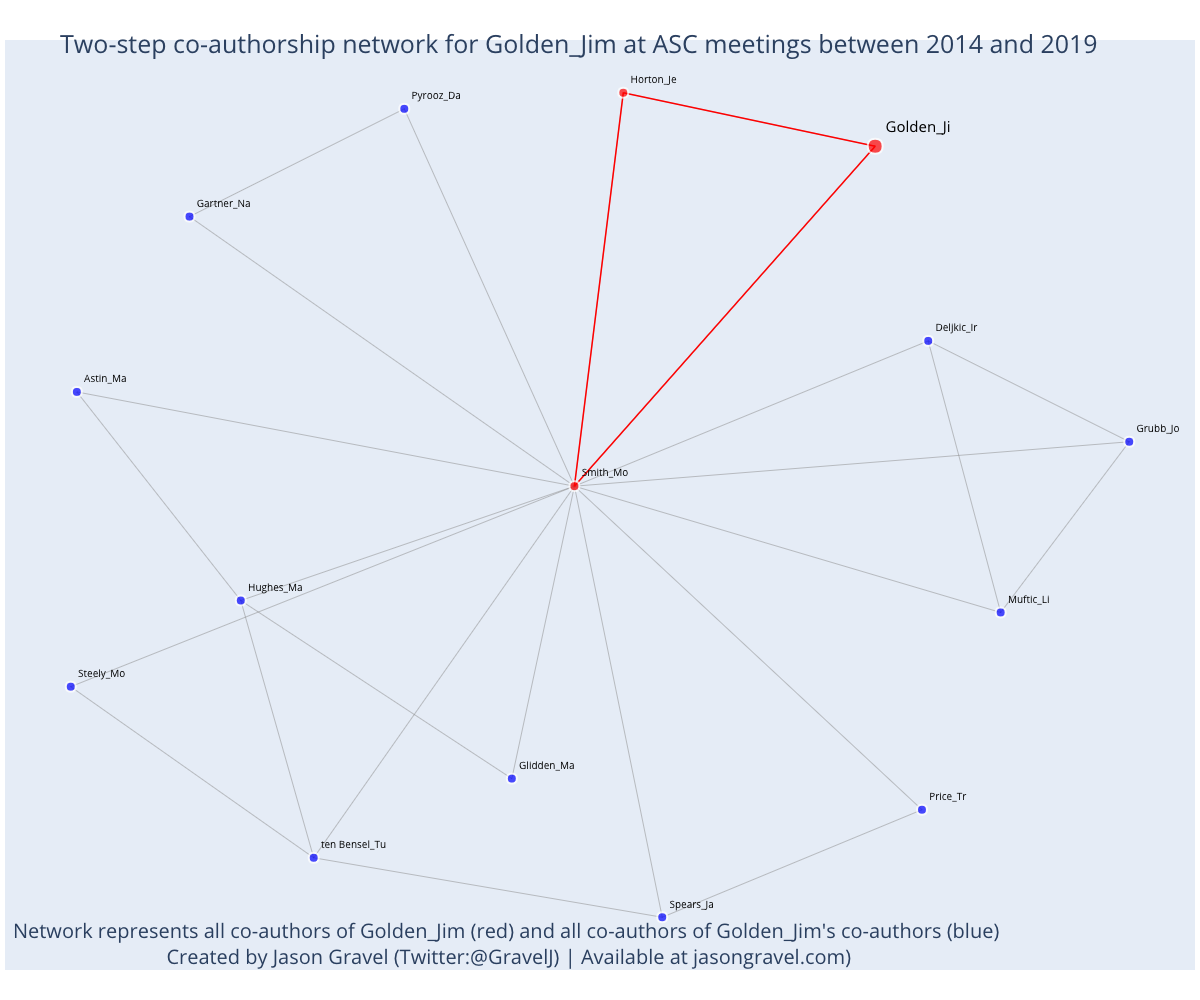 Two-step co-authorship network for Golden_Jim at ASC meetings between 2014 and 2019
Horton_Je
Pyrooz_Da
Golden_Ji
Gartner_Na
Deljkic_Ir
Astin_Ma
Grubb_Jo
Smith_Mo
Hughes_Ma
Muftic_Li
Steely_Mo
Glidden_Ma
Price_Tr
ten Bensel_Tu
Spears_Ja
Network represents all co-authors of Golden_Jim (red) and all co-authors of Golden_Jim's co-authors (blue)
Created by Jason Gravel (Twitter:@GravelJ) | Available at jasongravel.com)